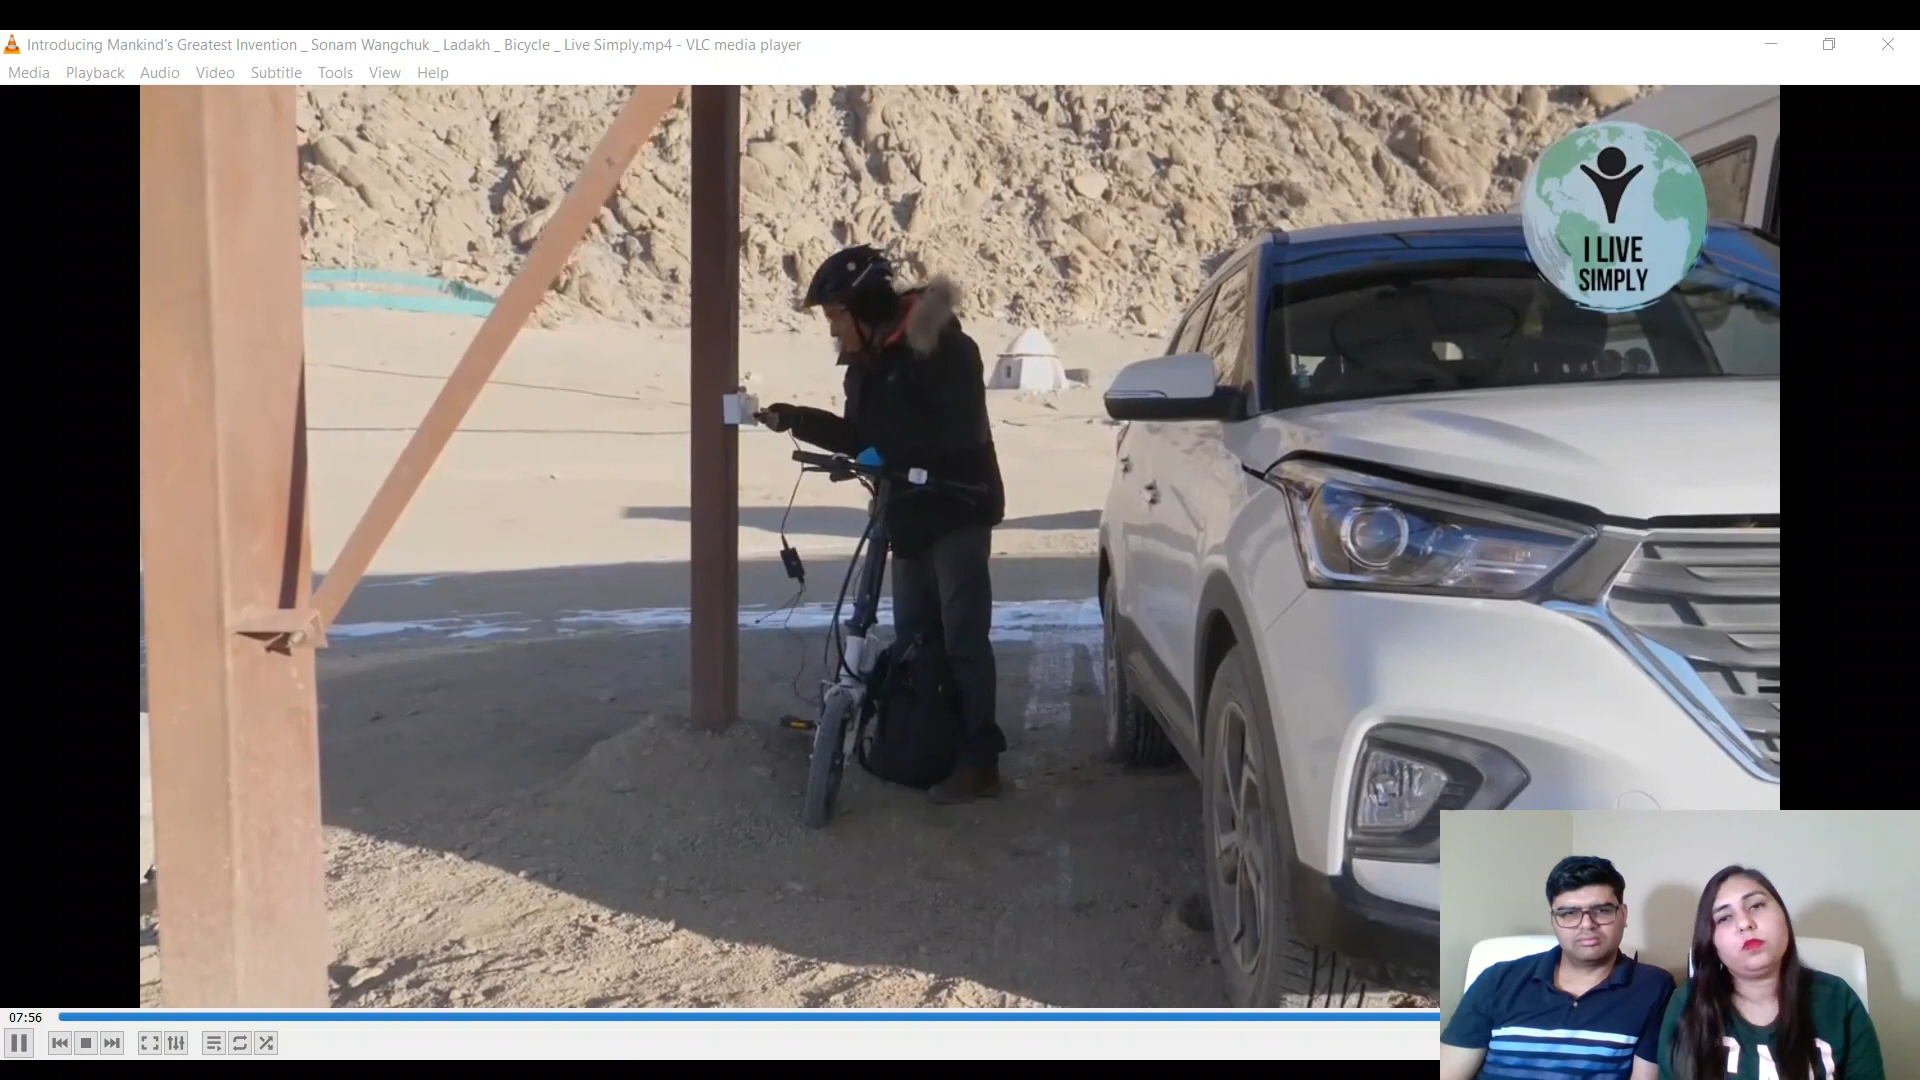 Introducing Mankind's Greatest Invention _ Sonam Wangchuk _ Ladakh _ Bicycle _ Live Simply.mp4 - VLC media player
Media Playback Audio Video Subtitle Tools View Help
I LIVE
SIMPLY
07:56